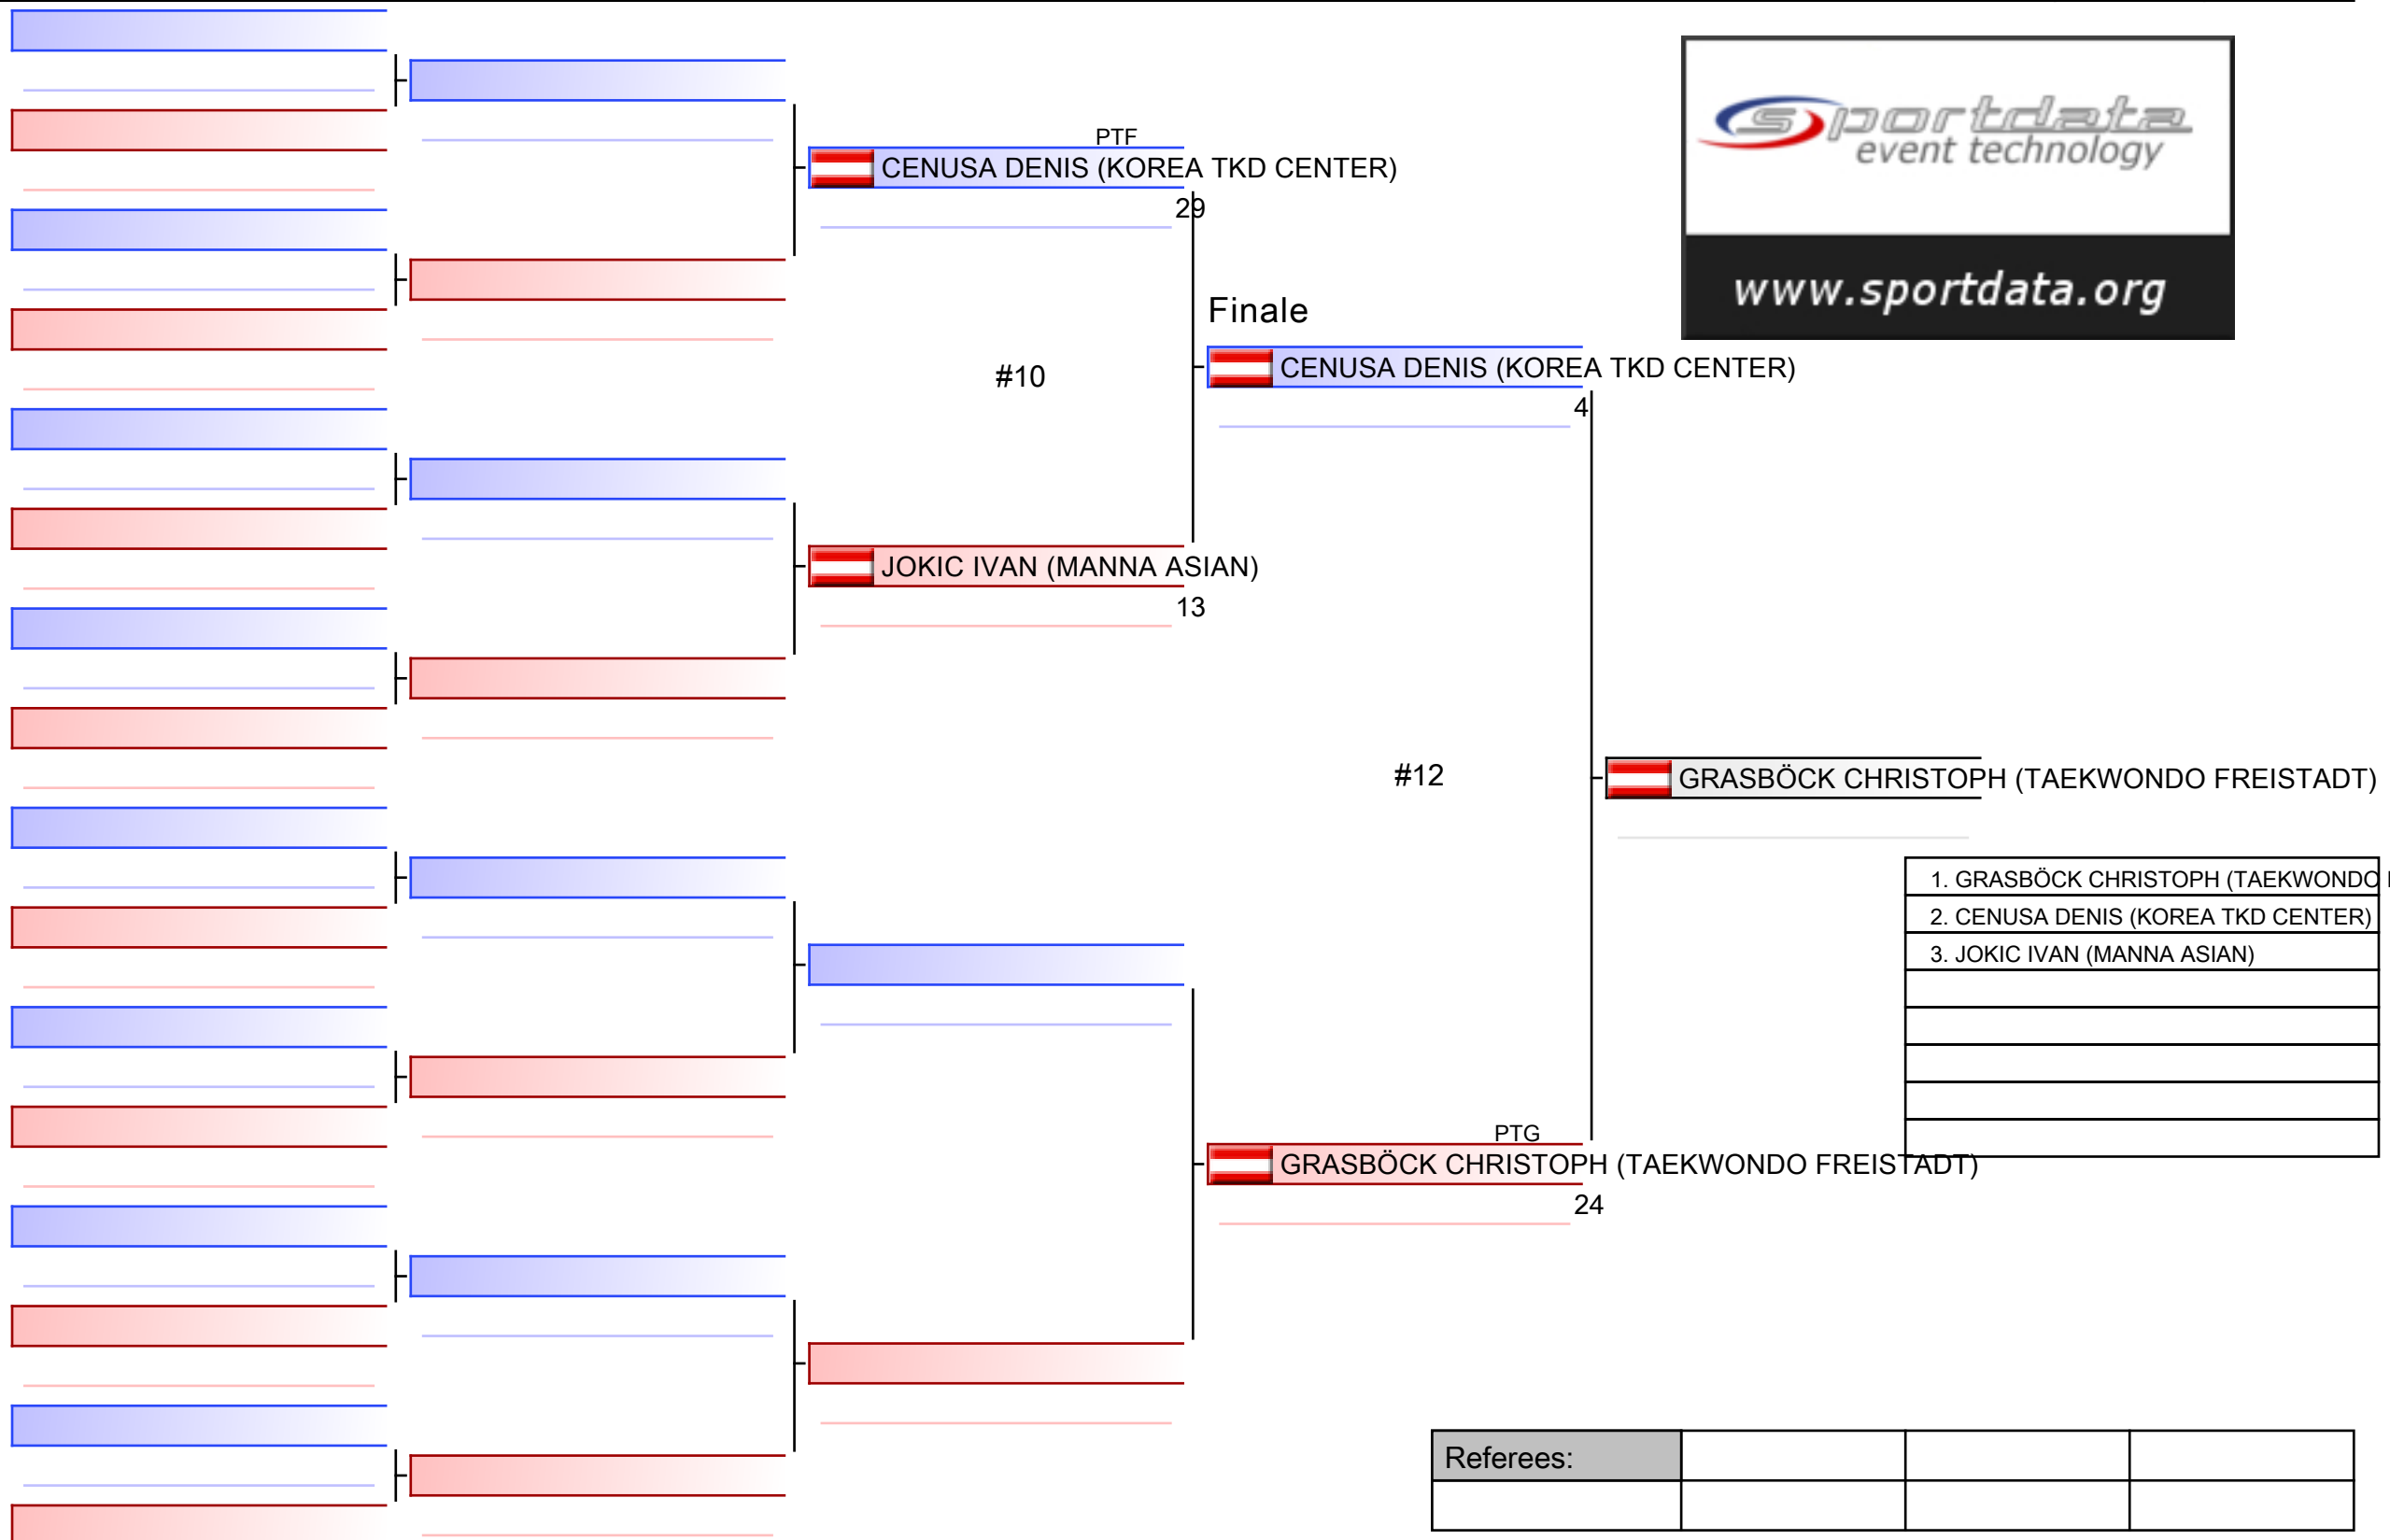 sportdata
event technology
www.sportdata.org
PTF
CENUSA DENIS (KOREA TKD CENTER)
29
Finale
#10
CENUSA DENIS (KOREA TKD CENTER)
4
JOKIC IVAN (MANNA ASIAN)
13
#12
GRASBÖCK CHRISTOPH (TAEKWONDO FREISTADT)
1. GRASBÖCK CHRISTOPH (TAEKWONDO
2. CENUSA DENIS (KOREA TKD CENTER)
3. JOKIC IVAN (MANNA ASIAN)
PTG
GRASBÖCK CHRISTOPH (TAEKWONDO FREISTADT)
24
Referees: